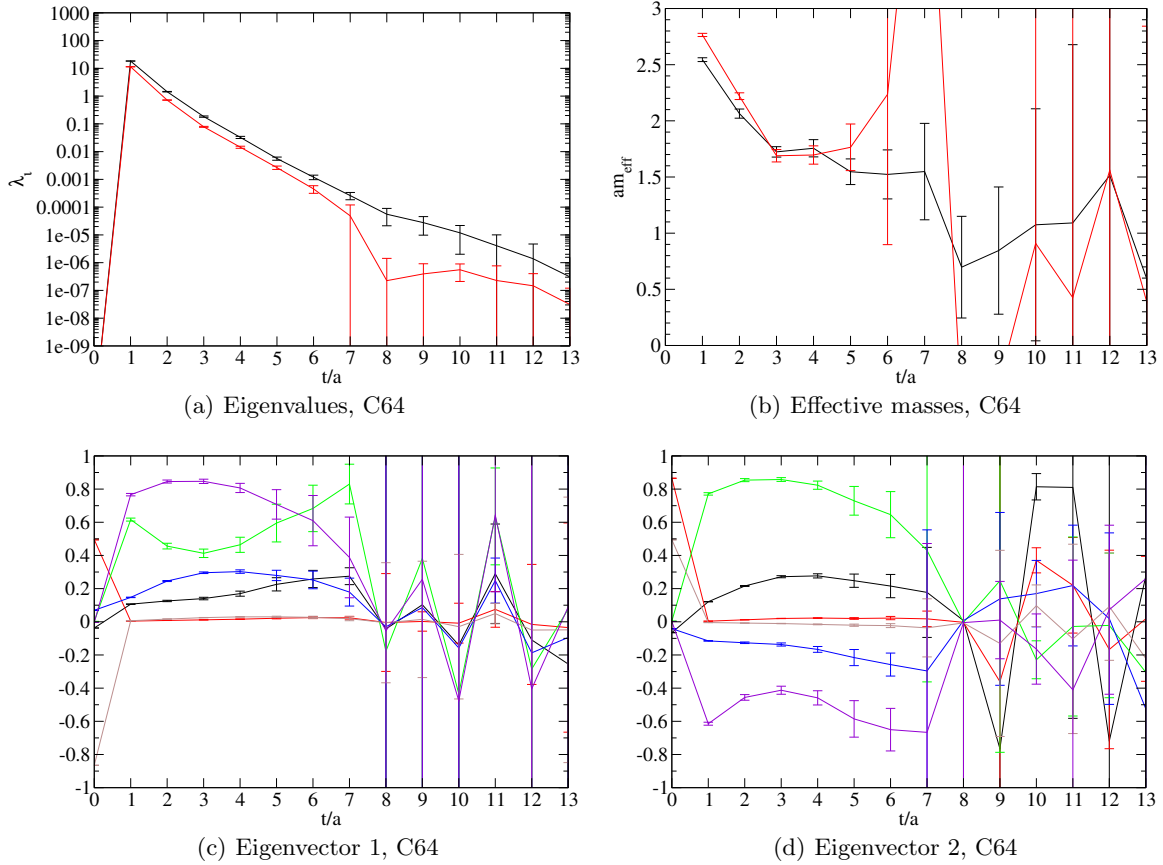 1000
100
10
1
0.1
0.01
0.001
0.0001
1e-05
1e-06
1e-07
1e-08
1e-09
λι
0 1 2 3 4 5 6 7 8 9 10 11 12 13
t/a
(a) Eigenvalues, C64
3
2.5
2
1.5
1
0.5
0
am_eff
0 1 2 3 4 5 6 7 8 9 10 11 12 13
t/a
(b) Effective masses, C64
1
0.8
0.6
0.4
0.2
0
-0.2
-0.4
-0.6
-0.8
-1
0 1 2 3 4 5 6 7 8 9 10 11 12 13
t/a
(c) Eigenvector 1, C64
1
0.8
0.6
0.4
0.2
0
-0.2
-0.4
-0.6
-0.8
-1
0 1 2 3 4 5 6 7 8 9 10 11 12 13
t/a
(d) Eigenvector 2, C64